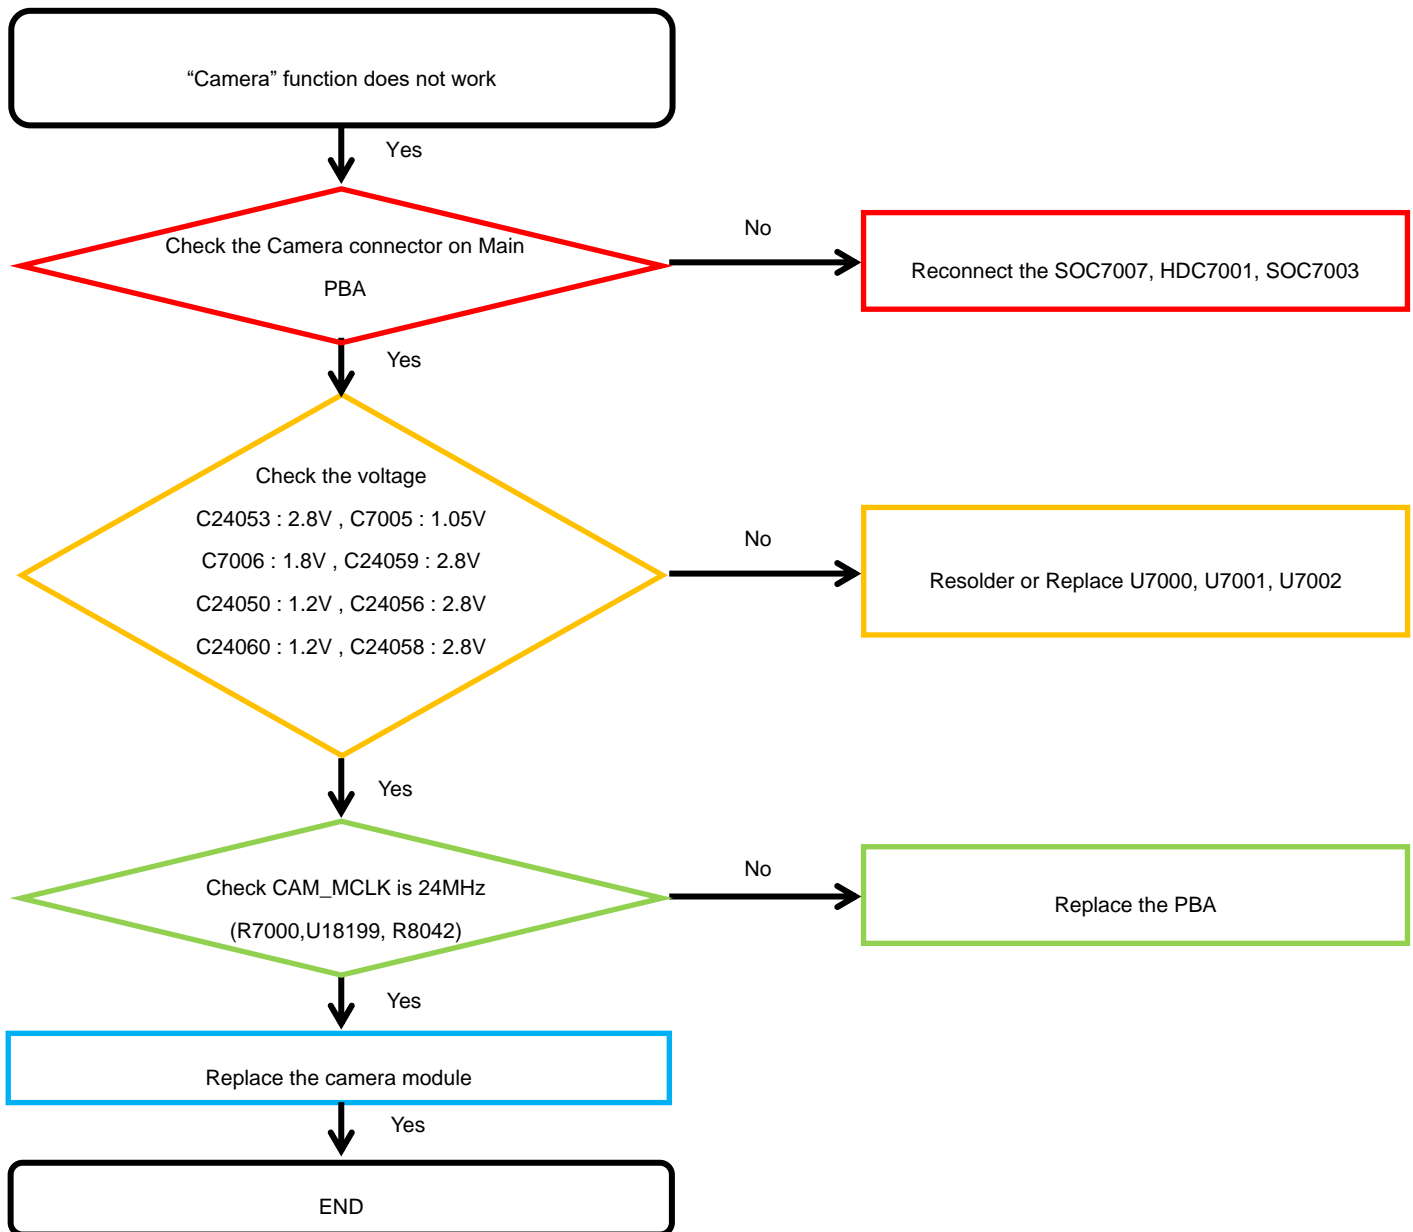 “Camera” function does not work
Yes
Check the Camera connector on Main
PBA
No
Reconnect the SOC7007, HDC7001, SOC7003
Yes
Check the voltage
C24053 : 2.8V , C7005 : 1.05V
C7006 : 1.8V , C24059 : 2.8V
C24050 : 1.2V , C24056 : 2.8V
C24060 : 1.2V , C24058 : 2.8V
No
Resolder or Replace U7000, U7001, U7002
Yes
Check CAM_MCLK is 24MHz
(R7000,U18199, R8042)
No
Replace the PBA
Yes
Replace the camera module
Yes
END